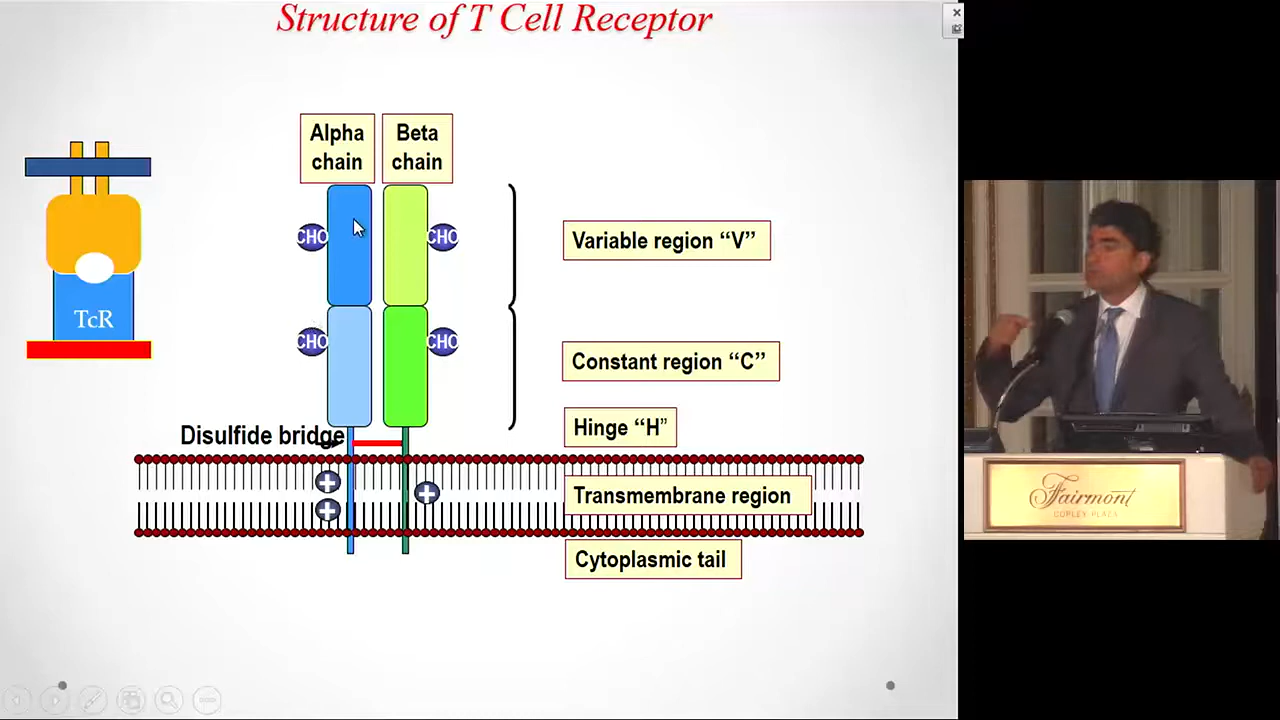 Structure of T Cell Receptor
Alpha
chain
Beta
chain
CHO
CHO
Variable region “V”
TcR
CHO
CHO
Constant region “C”
Hinge “H”
Disulfide bridge
+
+
+
Transmembrane region
Cytoplasmic tail
Fairmont
COPLEY PLAZA